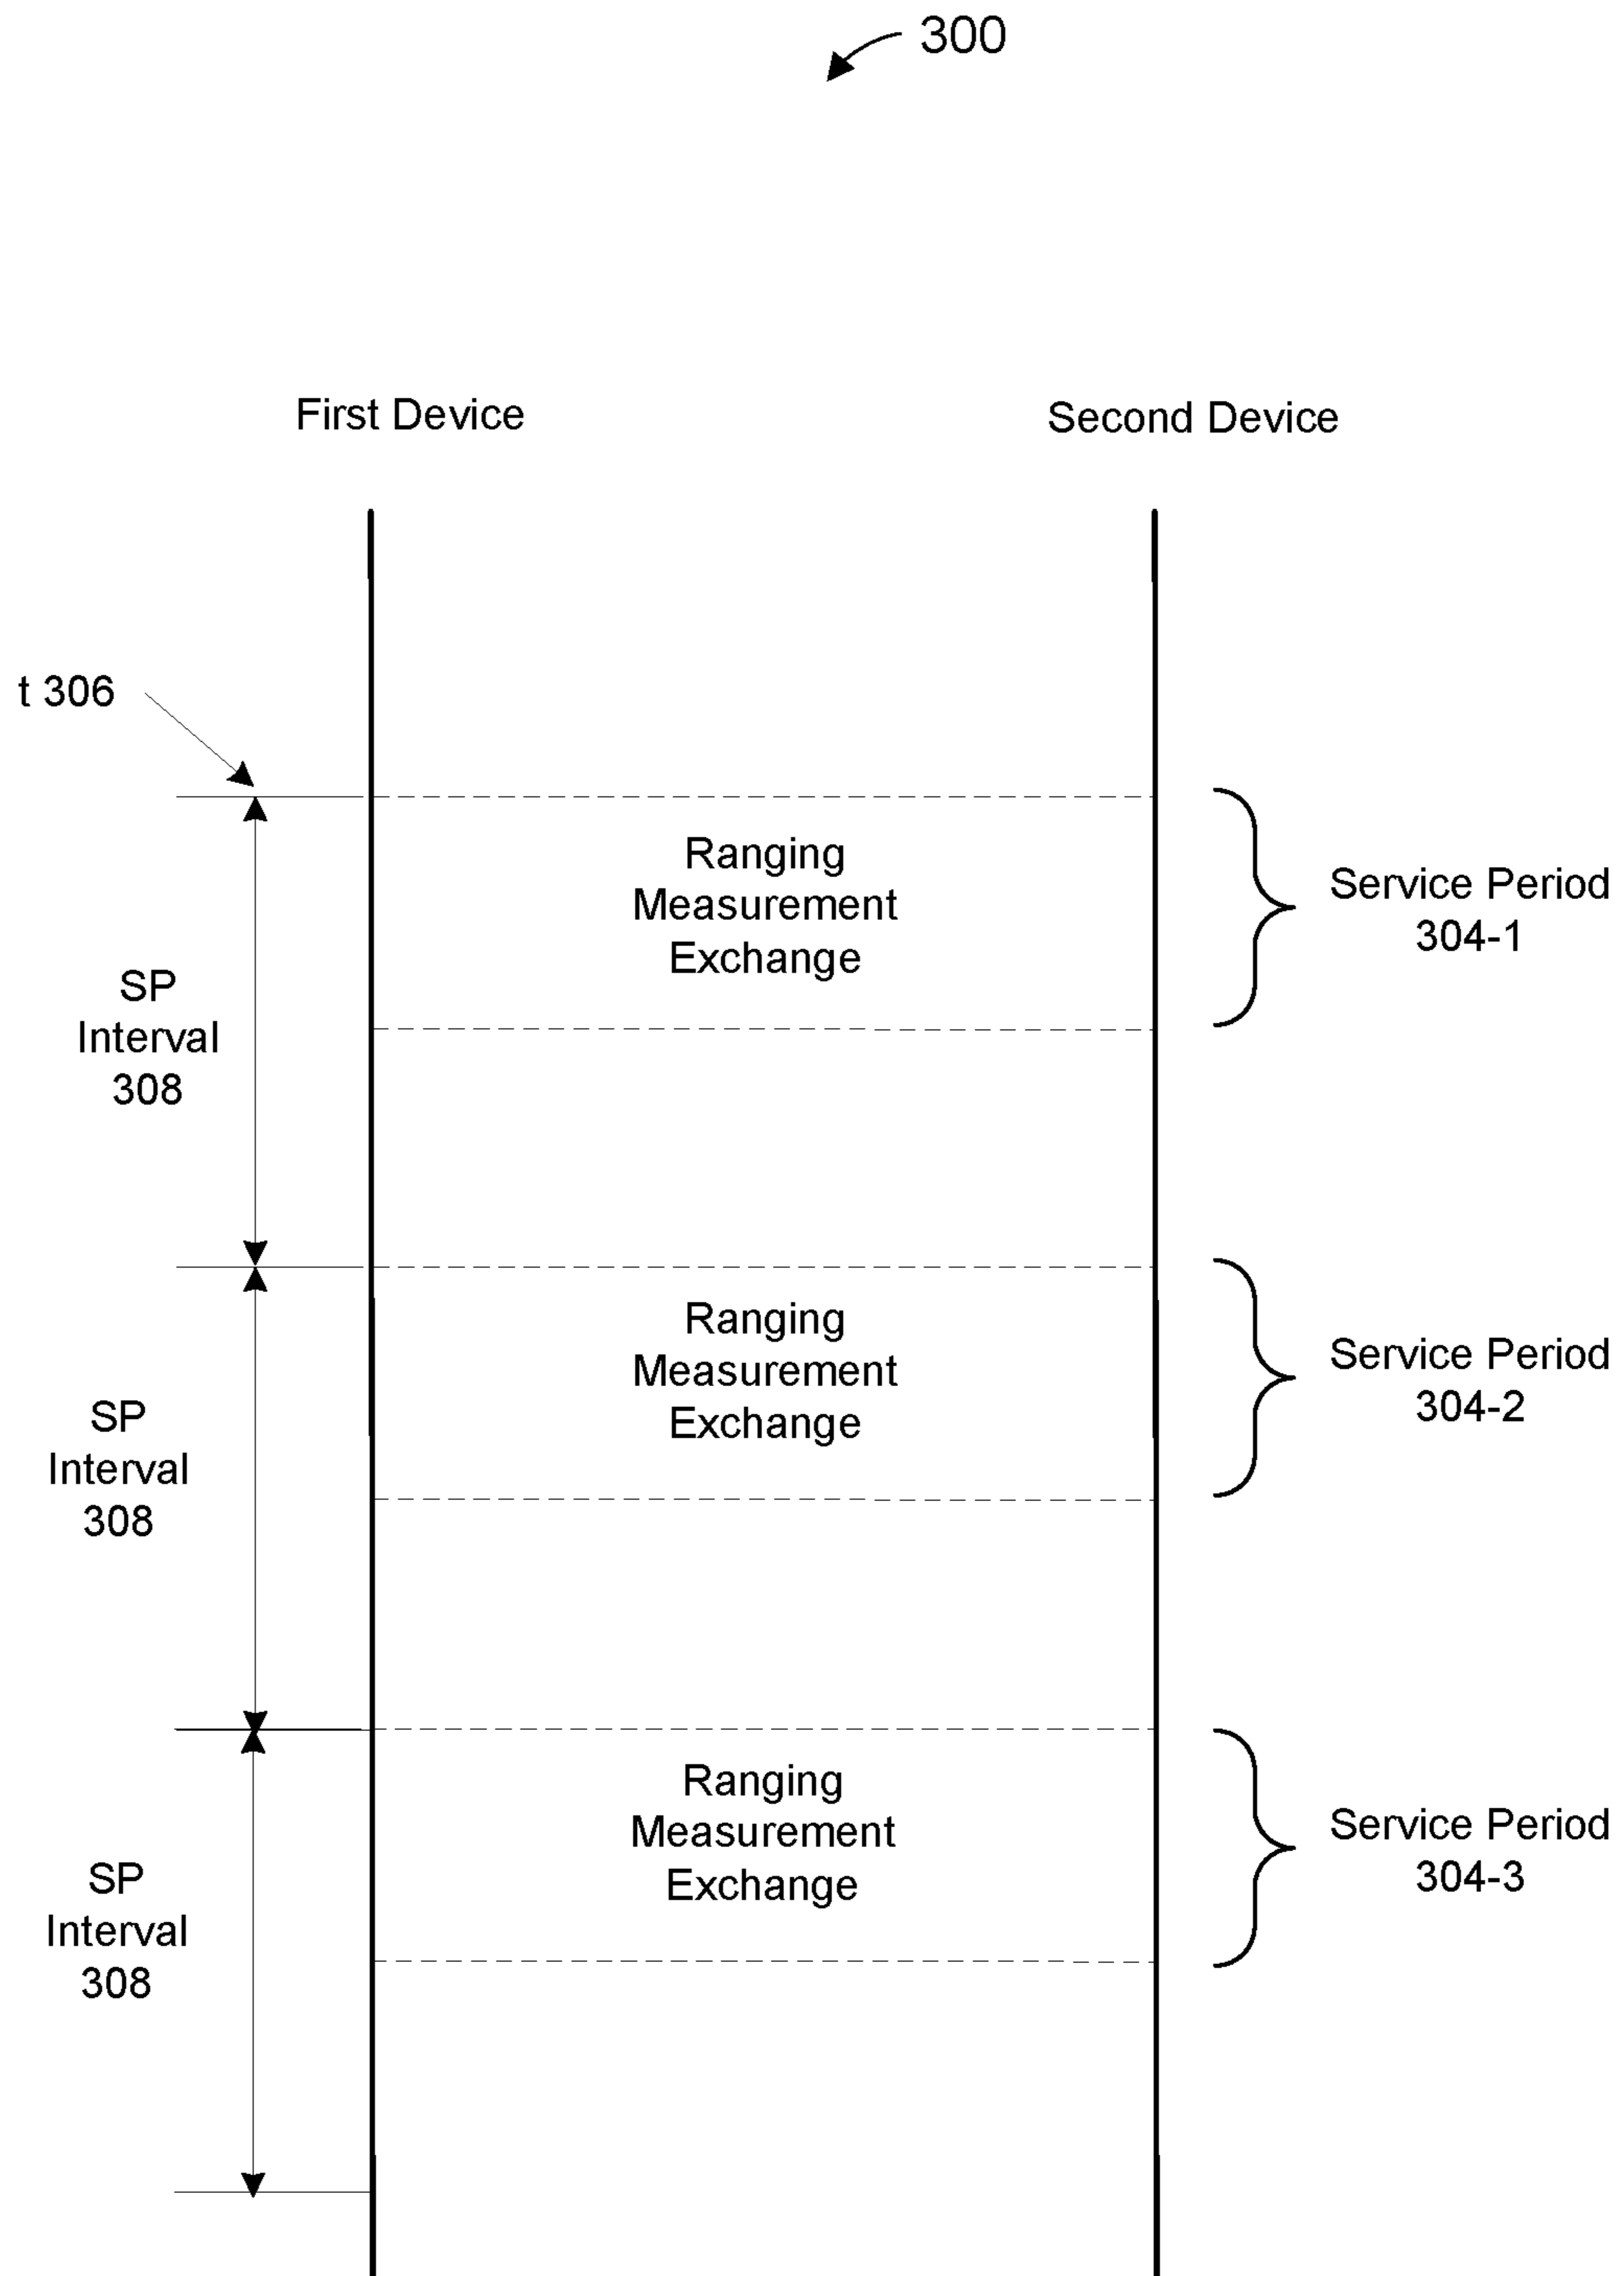 300
First Device
Second Device
t 306
Ranging
Measurement
Exchange
Service Period
304-1
SP
Interval
308
Ranging
Measurement
Exchange
Service Period
304-2
SP
Interval
308
Ranging
Measurement
Exchange
Service Period
304-3
SP
Interval
308